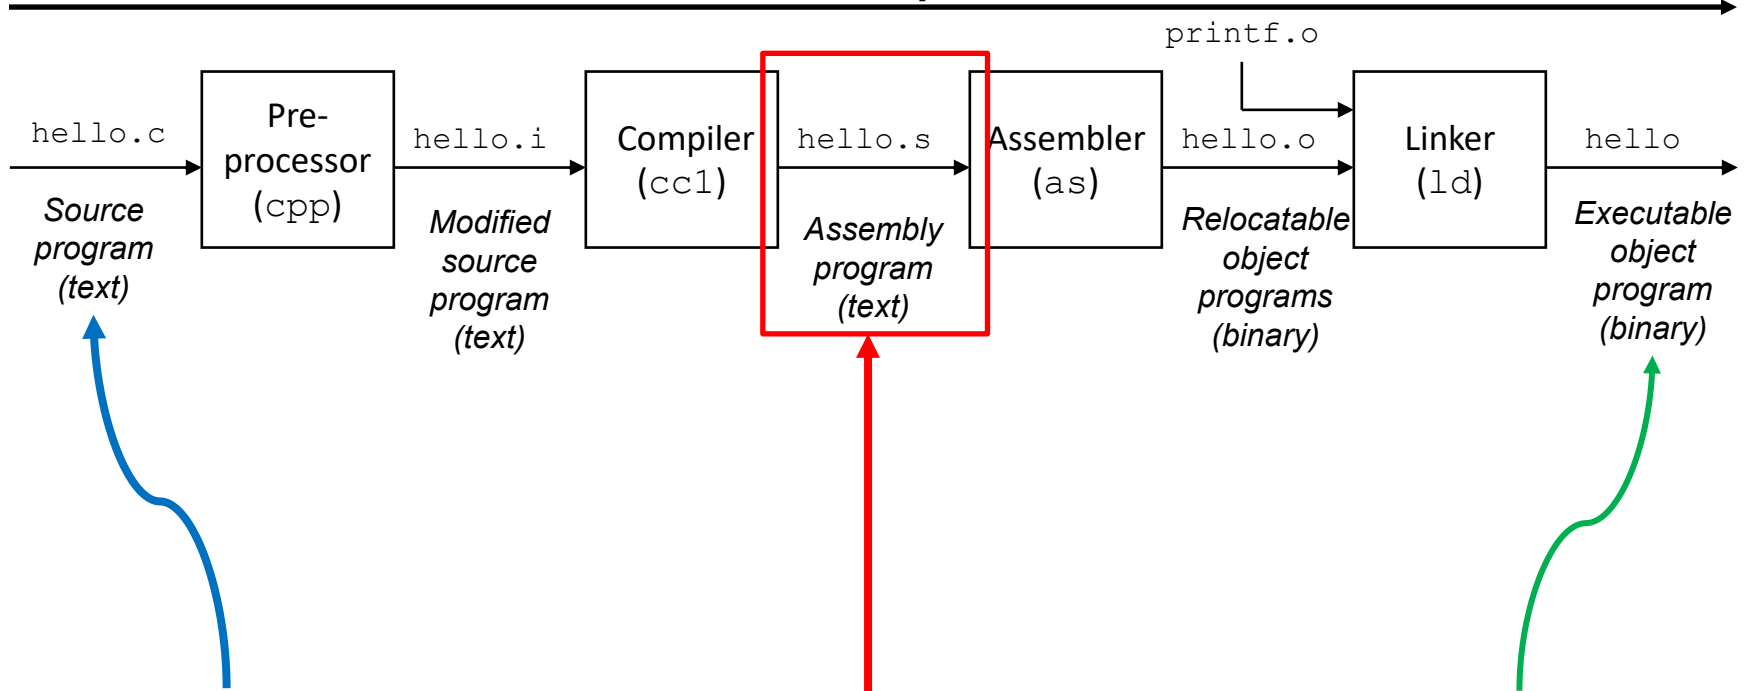 printf.o
hello.c
Pre-
processor
(cpp)
hello.i
Compiler
(cc1)
hello.s
Assembler
(as)
hello.o
Linker
(ld)
hello
Source
program
(text)
Modified
source
program
(text)
Assembly
program
(text)
Relocatable
object
programs
(binary)
Executable
object
program
(binary)